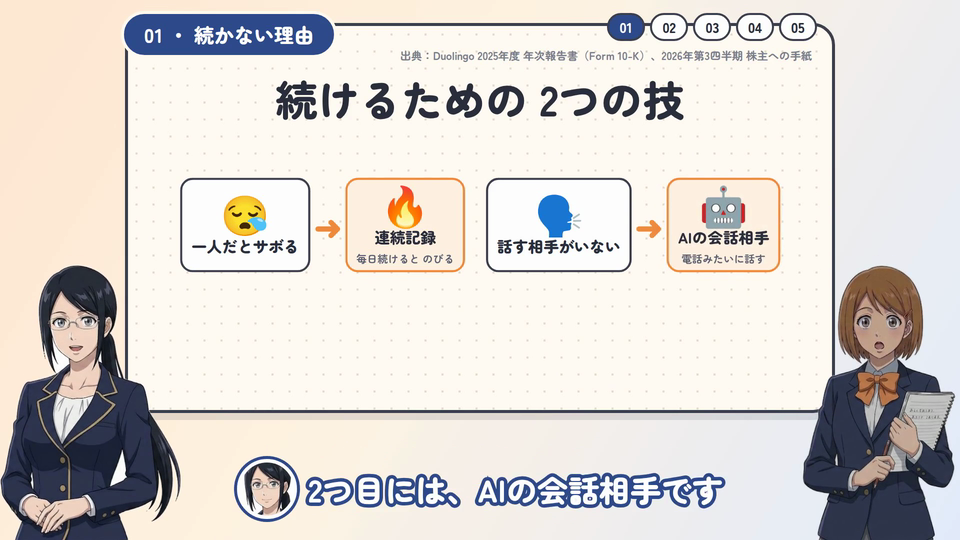 01 ・ 続かない理由
01 02 03 04 05
出典：Duolingo 2025年度 年次報告書（Form 10-K）、2026年第3四半期 株主への手紙
続けるための 2つの技
一人だとサボる
連続記録
毎日続けると のびる
話す相手がいない
AIの会話相手
電話みたいに話す
2つ目には、AIの会話相手です